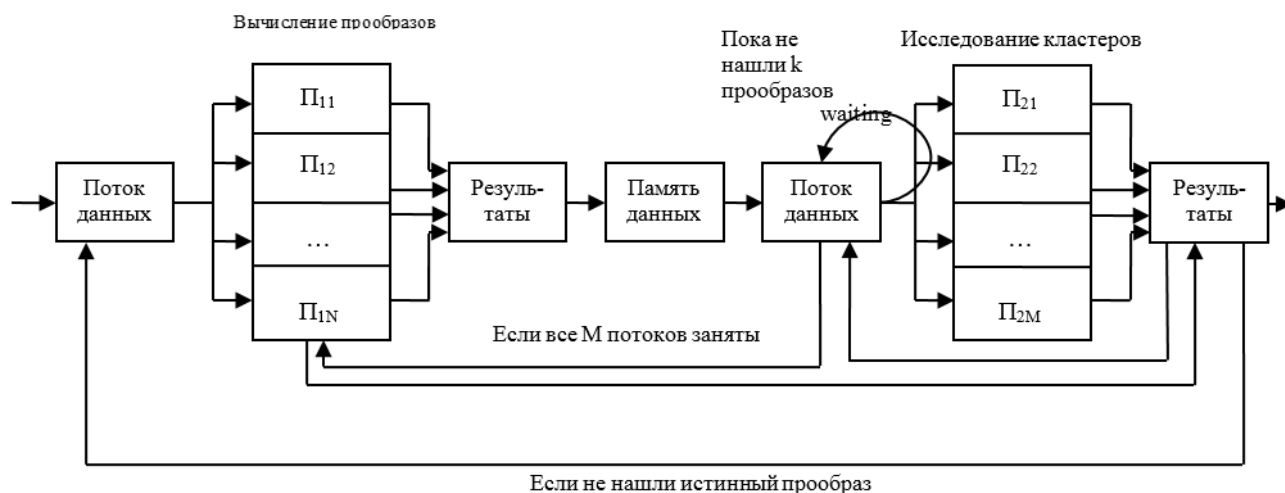 Вычисление прообразов
Пока не
нашли k
прообразов
waiting
Исследование кластеров
Поток
данных
П11
П12
…
П1N
Резуль-
таты
Память
данных
Поток
данных
П21
П22
…
П2M
Резуль-
таты
Если все M потоков заняты
Если не нашли истинный прообраз